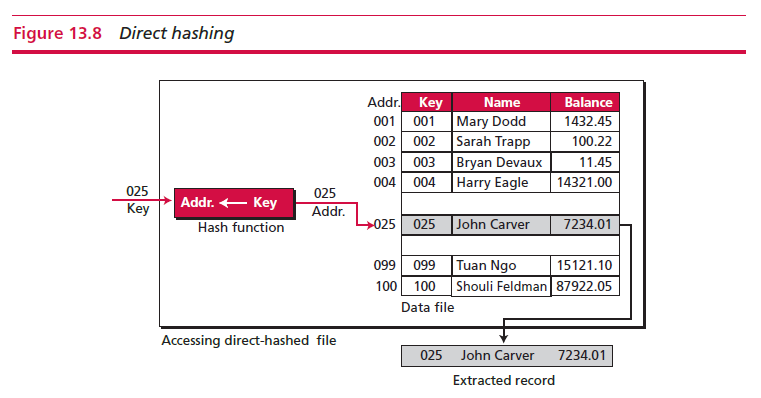 Figure 13.8 Direct hashing
Addr. Key Name Balance
001 001 Mary Dodd 1432.45
002 002 Sarah Trapp 100.22
003 003 Bryan Devaux 11.45
004 004 Harry Eagle 14321.00
025
Key
Addr. ← Key
Hash function
025
Addr.
025 025 John Carver 7234.01
099 099 Tuan Ngo 15121.10
100 100 Shouli Feldman 87922.05
Data file
Accessing direct-hashed file
025 John Carver 7234.01
Extracted record